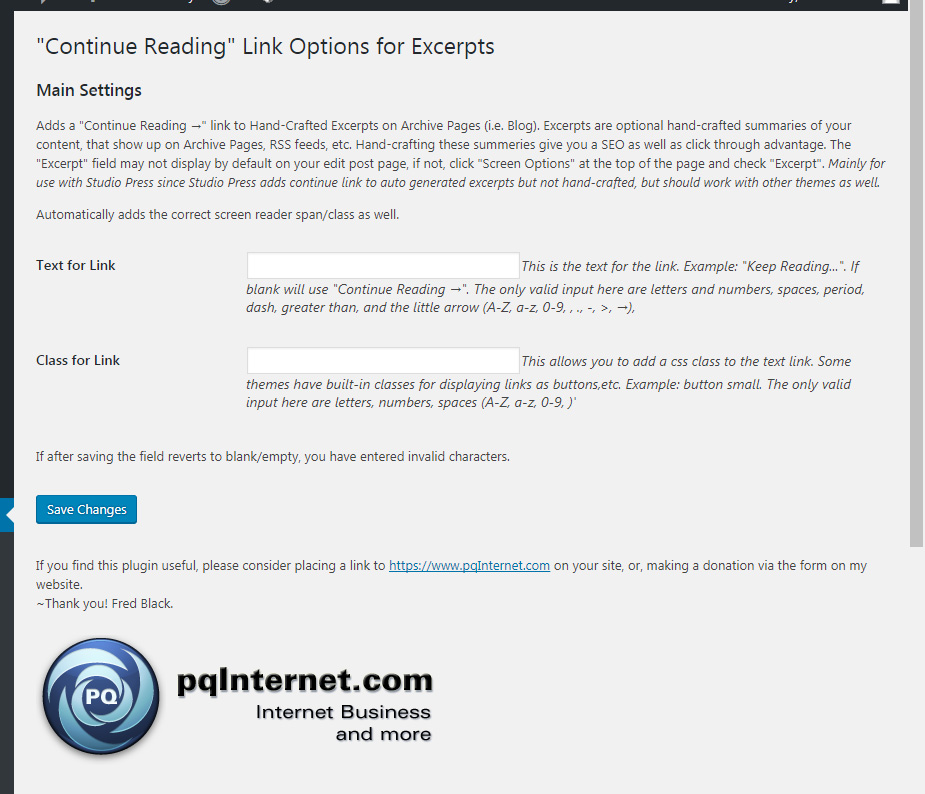 "Continue Reading" Link Options for Excerpts
Main Settings
Adds a "Continue Reading →" link to Hand-Crafted Excerpts on Archive Pages (i.e. Blog). Excerpts are optional hand-crafted summaries of your
content, that show up on Archive Pages, RSS feeds, etc. Hand-crafting these summeries give you a SEO as well as click through advantage. The
"Excerpt" field may not display by default on your edit post page, if not, click "Screen Options" at the top of the page and check "Excerpt". Mainly for
use with Studio Press since Studio Press adds continue link to auto generated excerpts but not hand-crafted, but should work with other themes as well.
Automatically adds the correct screen reader span/class as well.
Text for Link
This is the text for the link. Example: "Keep Reading...". If
blank will use "Continue Reading →". The only valid input here are letters and numbers, spaces, period,
dash, greater than, and the little arrow (A-Z, a-z, 0-9, , ., -, >, →),
Class for Link
This allows you to add a css class to the text link. Some
themes have built-in classes for displaying links as buttons,etc. Example: button small. The only valid
input here are letters, numbers, spaces (A-Z, a-z, 0-9, )'
If after saving the field reverts to blank/empty, you have entered invalid characters.
Save Changes
If you find this plugin useful, please consider placing a link to https://www.pqInternet.com on your site, or, making a donation via the form on my
website.
~Thank you! Fred Black.
PQ
pqInternet.com
Internet Business
and more